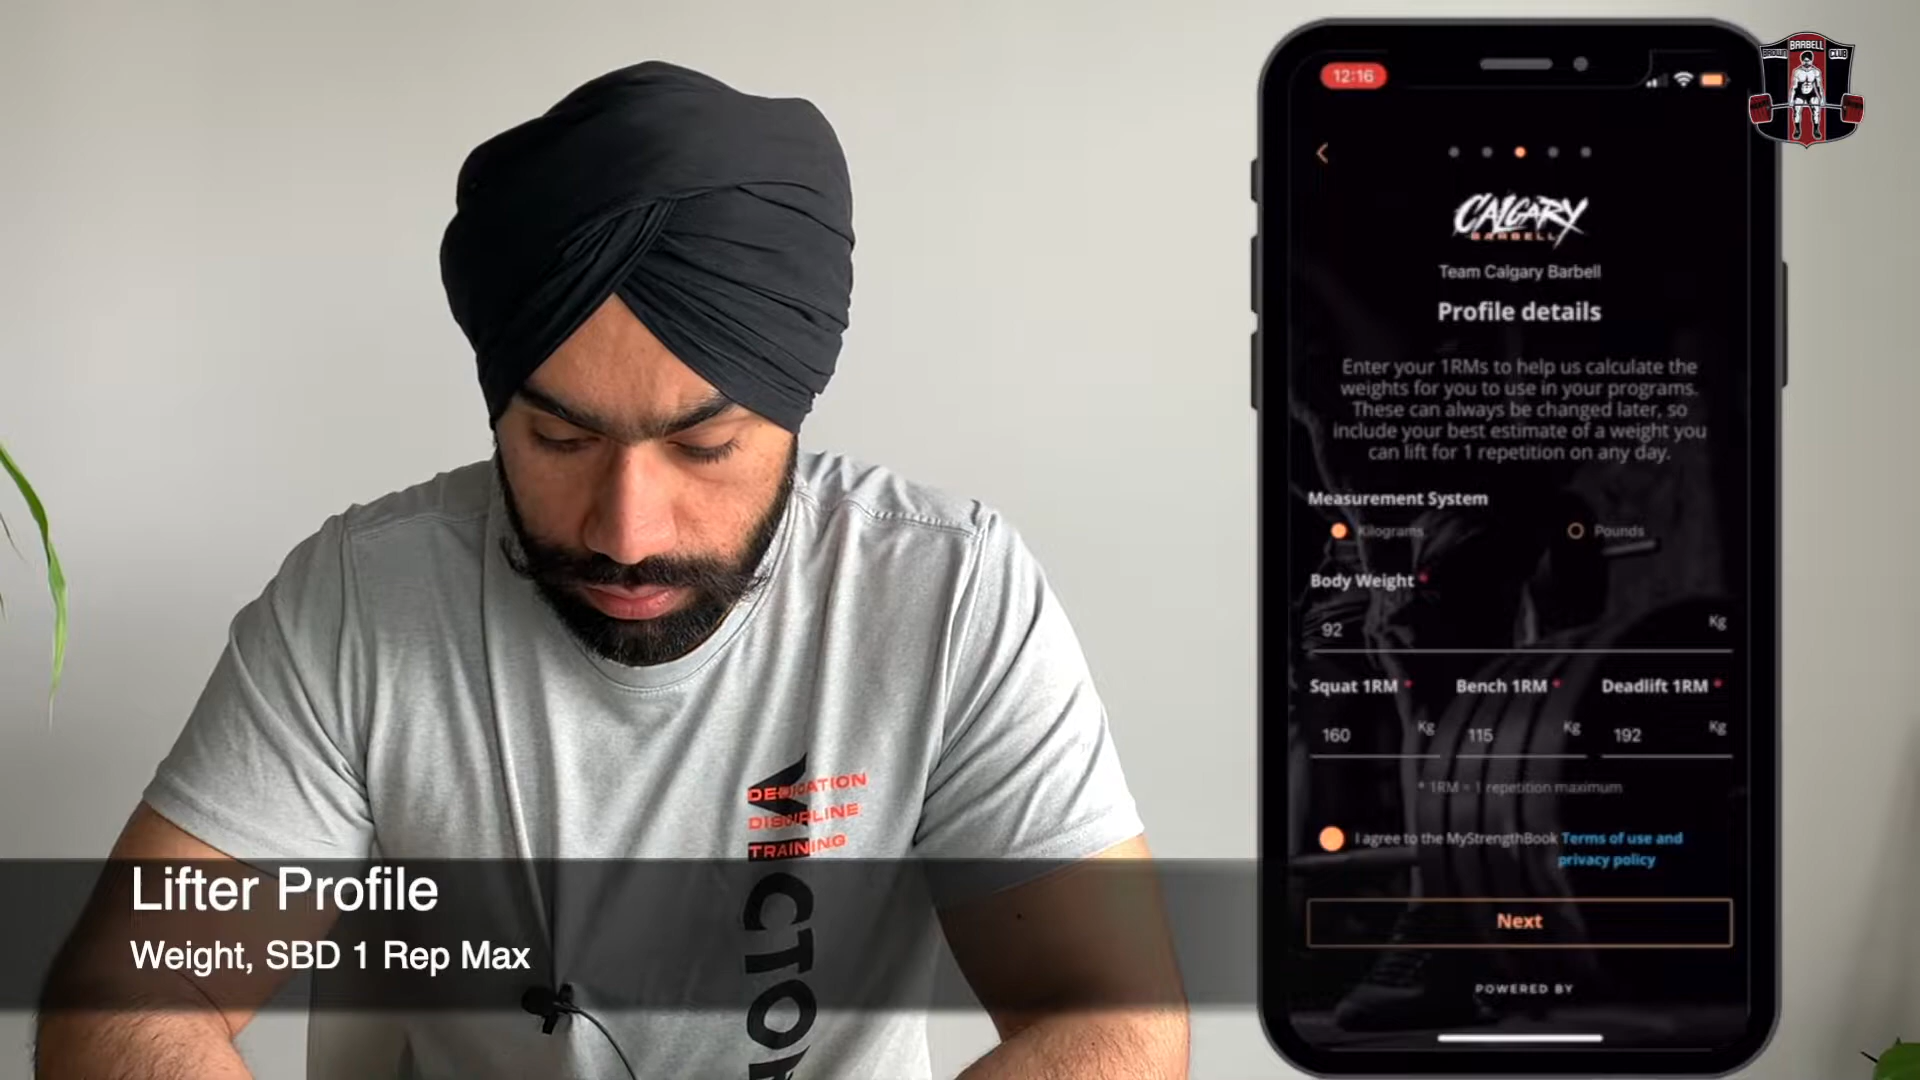 BROWN BARBELL CLUB
12:16
CALGARY
BARBELL
Team Calgary Barbell
Profile details
Enter your 1RMs to help us calculate the
weights for you to use in your programs.
These can always be changed later, so
include your best estimate of a weight you
can lift for 1 repetition on any day.
Measurement System
Kilograms
Pounds
Body Weight *
92 Kg
Squat 1RM * Bench 1RM * Deadlift 1RM *
160 Kg 115 Kg 192 Kg
* 1RM = 1 repetition maximum
I agree to the MyStrengthBook Terms of use and
privacy policy
Next
POWERED BY
DEDICATION
DISCIPLINE
TRAINING
Lifter Profile
Weight, SBD 1 Rep Max